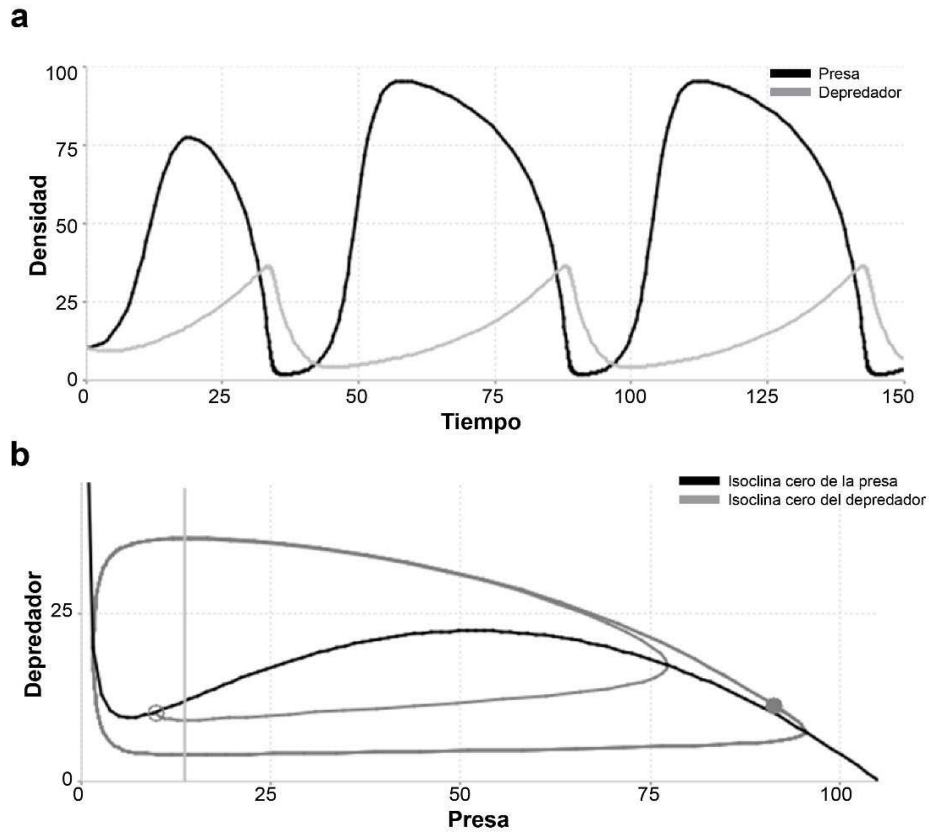 a
100
75
50
25
0
Densidad
Presa
Depredador
0 25 50 75 100 125 150
Tiempo
b
Isoclina cero de la presa
Isoclina cero del depredador
25
0
Depredador
0 25 50 75 100
Presa